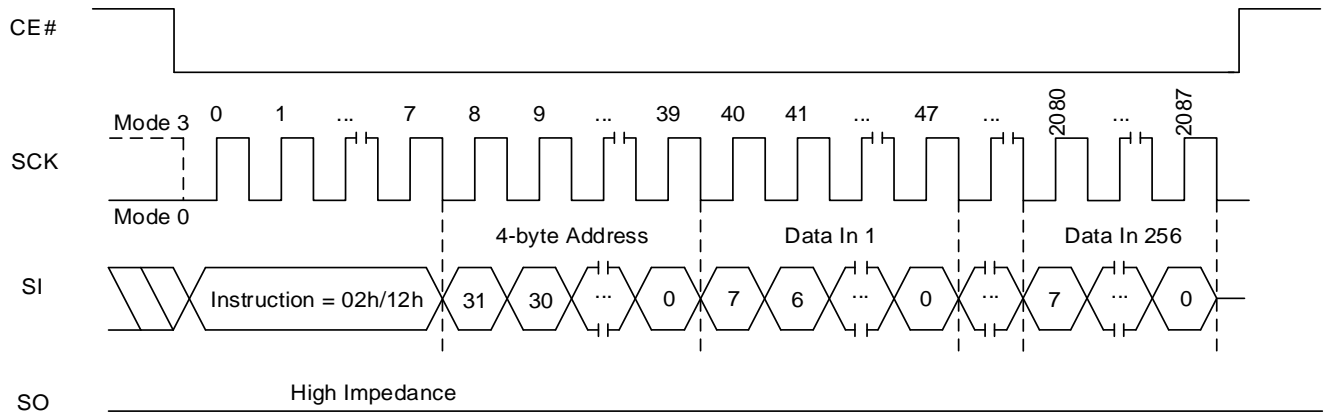 CE#
0 1 ... 7 8 9 ... 39 40 41 ... 47 ... 2080 ... 2087
Mode 3
SCK
Mode 0
4-byte Address Data In 1 Data In 256
SI Instruction = 02h/12h 31 30 ... 0 7 6 ... 0 ... 7 ... 0
High Impedance
SO